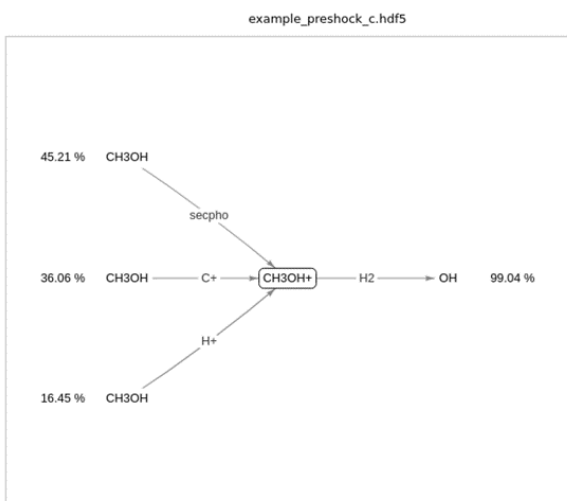 example_preshock_c.hdf5
45.21 % CH3OH
secpho
36.06 % CH3OH C+ CH3OH+ H2 OH 99.04 %
H+
16.45 % CH3OH